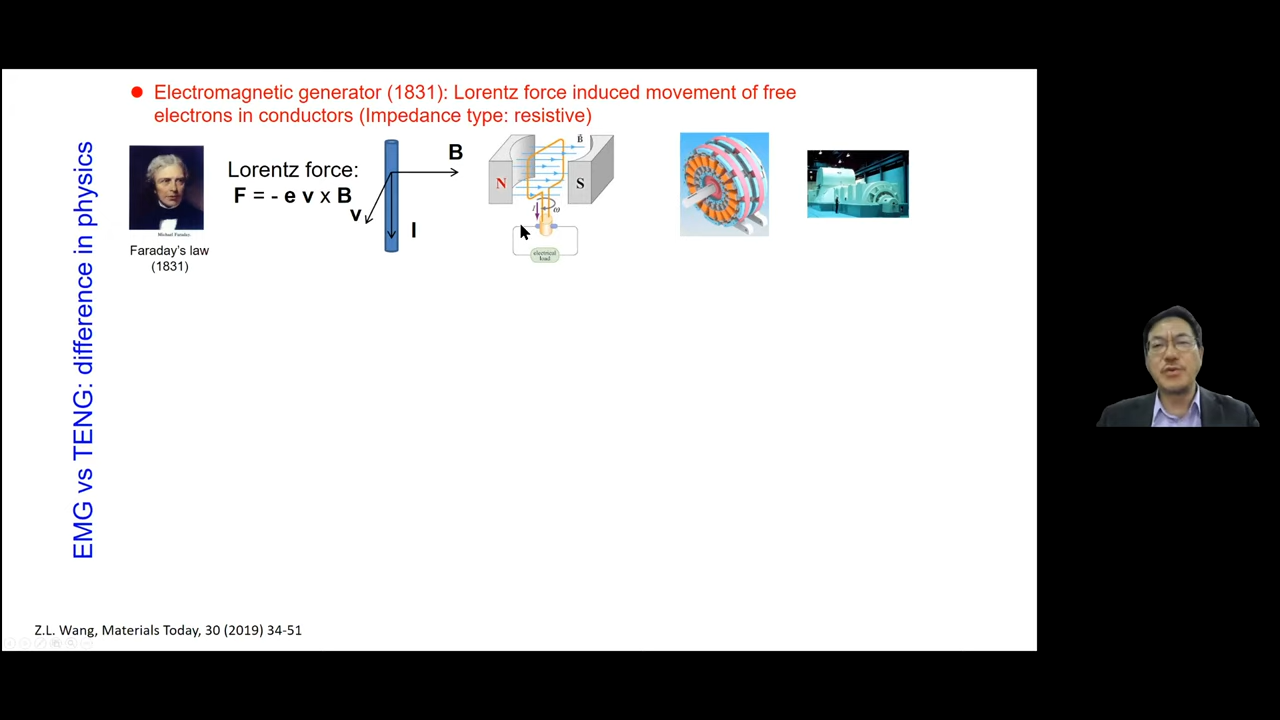 Electromagnetic generator (1831): Lorentz force induced movement of free
electrons in conductors (Impedance type: resistive)
EMG vs TENG: difference in physics
Michael Faraday.
Faraday's law
(1831)
Lorentz force:
F = - e v x B
B
v
I
B
N
S
i
ω
electrical
load
Z.L. Wang, Materials Today, 30 (2019) 34-51